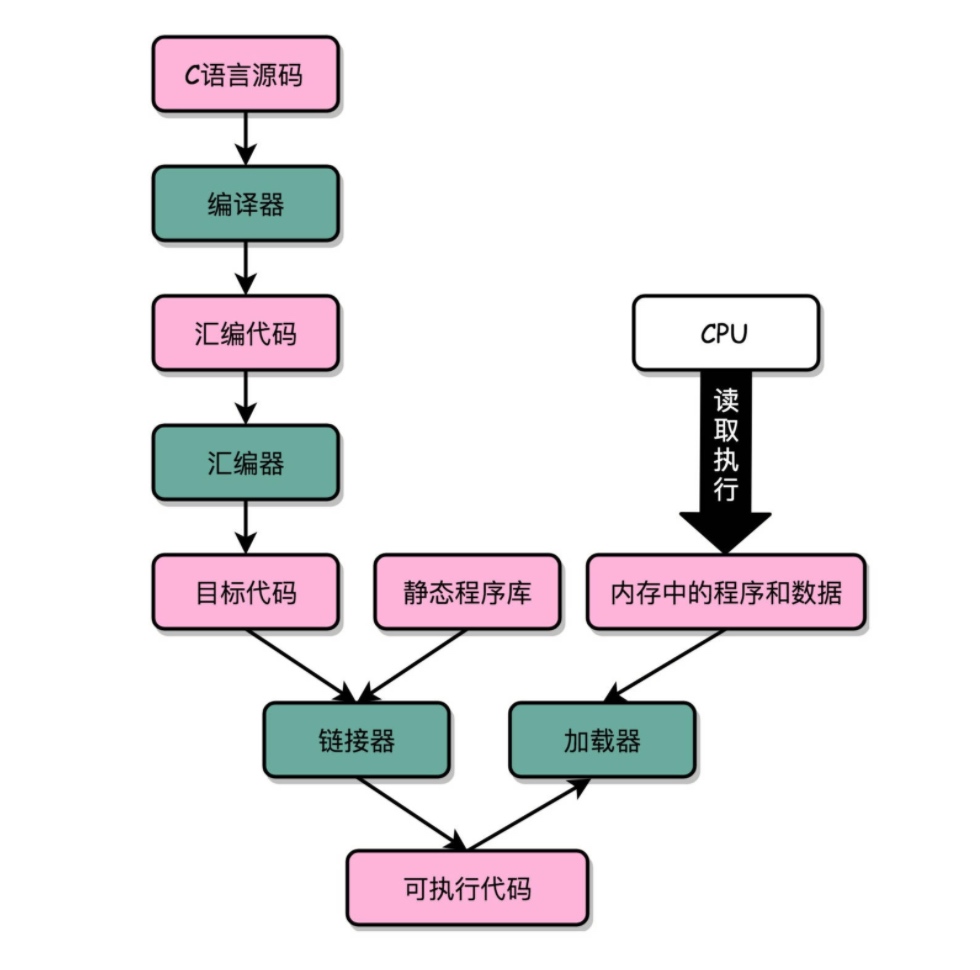 C语言源码
编译器
汇编代码
CPU
读
取
执
行
汇编器
目标代码
静态程序库
内存中的程序和数据
链接器
加载器
可执行代码